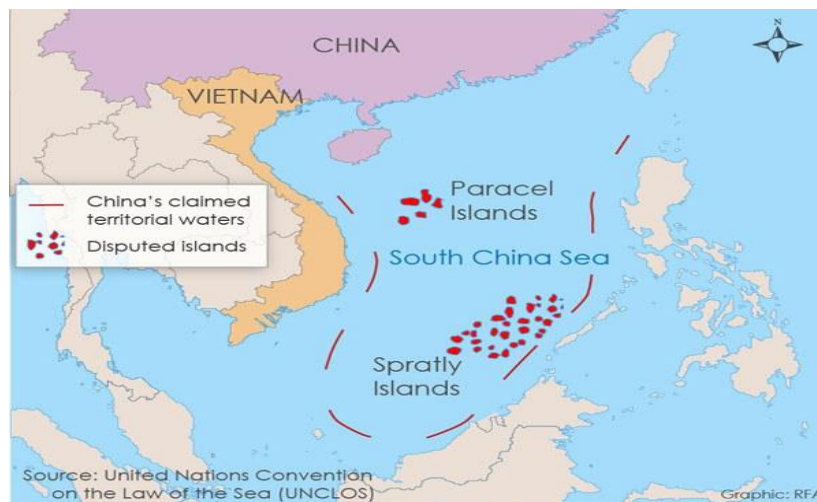 CHINA
VIETNAM
N
China's claimed
territorial waters
Disputed islands
Paracel
Islands
South China Sea
Spratly
Islands
Source: United Nations Convention
on the Law of the Sea (UNCLOS)
Graphic: RFA